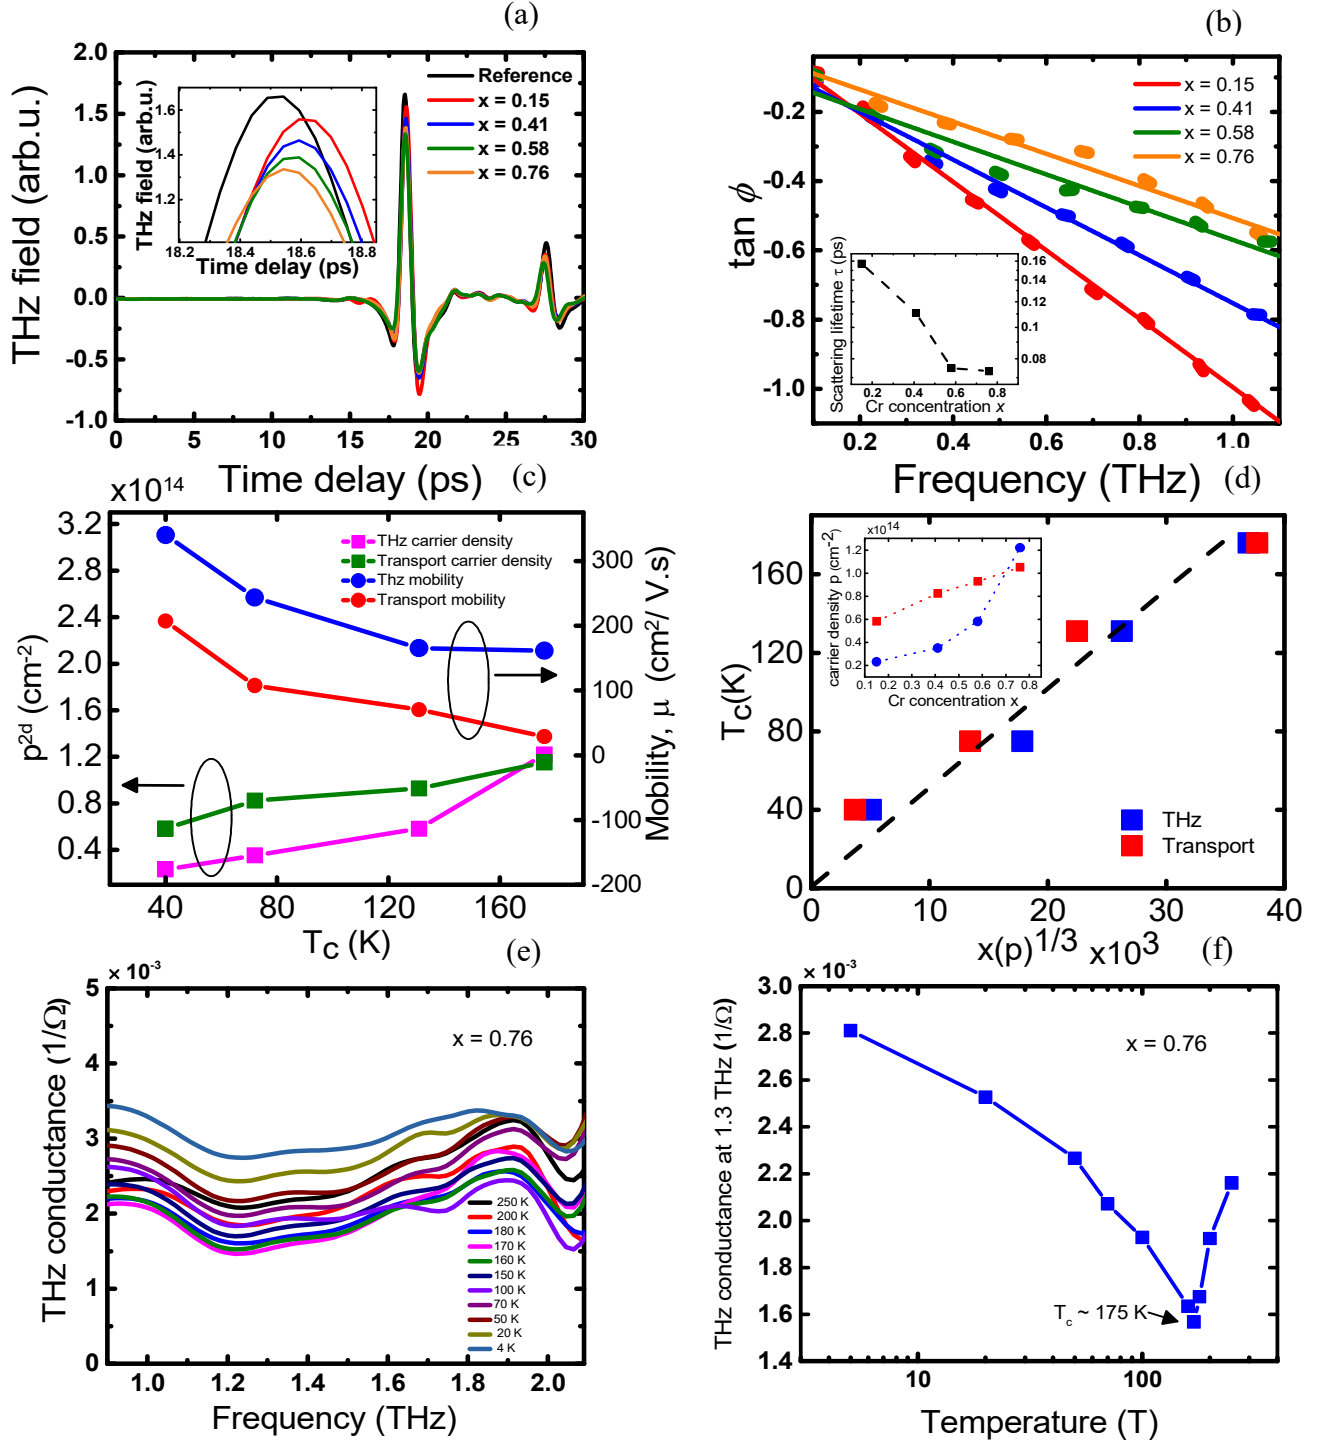 (a)
THz field (arb.u.)
2.0
1.5
1.0
0.5
0.0
-0.5
-1.0
0 5 10 15 20 25 30
Time delay (ps)
Reference
x = 0.15
x = 0.41
x = 0.58
x = 0.76
THz field (arb.u.)
1.6
1.4
1.2
18.2 18.4 18.6 18.8
Time delay (ps)
(b)
tan ϕ
-0.2
-0.4
-0.6
-0.8
-1.0
0.2 0.4 0.6 0.8 1.0
Frequency (THz)
x = 0.15
x = 0.41
x = 0.58
x = 0.76
Scattering lifetime τ (ps)
0.16
0.14
0.12
0.1
0.08
0.2 0.4 0.6 0.8
Cr concentration x
(c)
x10^14
p^2d (cm^-2)
3.2
2.8
2.4
2.0
1.6
1.2
0.8
0.4
40 80 120 160
T_C (K)
THz carrier density
Transport carrier density
Thz mobility
Transport mobility
300
200
100
0
-100
-200
Mobility, μ (cm^2/ V.s)
(d)
T_C(K)
160
120
80
40
0
0 10 20 30 40
x(p)^1/3 x10^3
x10^14
carrier density p (cm^-2)
1.2
1.0
0.8
0.6
0.4
0.2
0.1 0.2 0.3 0.4 0.5 0.6 0.7 0.8
Cr concentration x
THz
Transport
(e)
× 10^-3
THz conductance (1/Ω)
5
4
3
2
1
0
1.0 1.2 1.4 1.6 1.8 2.0
Frequency (THz)
x = 0.76
250 K
200 K
180 K
170 K
160 K
150 K
100 K
70 K
50 K
20 K
4 K
(f)
× 10^-3
THz conductance at 1.3 THz (1/Ω)
3.0
2.8
2.6
2.4
2.2
2.0
1.8
1.6
1.4
10 100
Temperature (T)
x = 0.76
T_c ~ 175 K